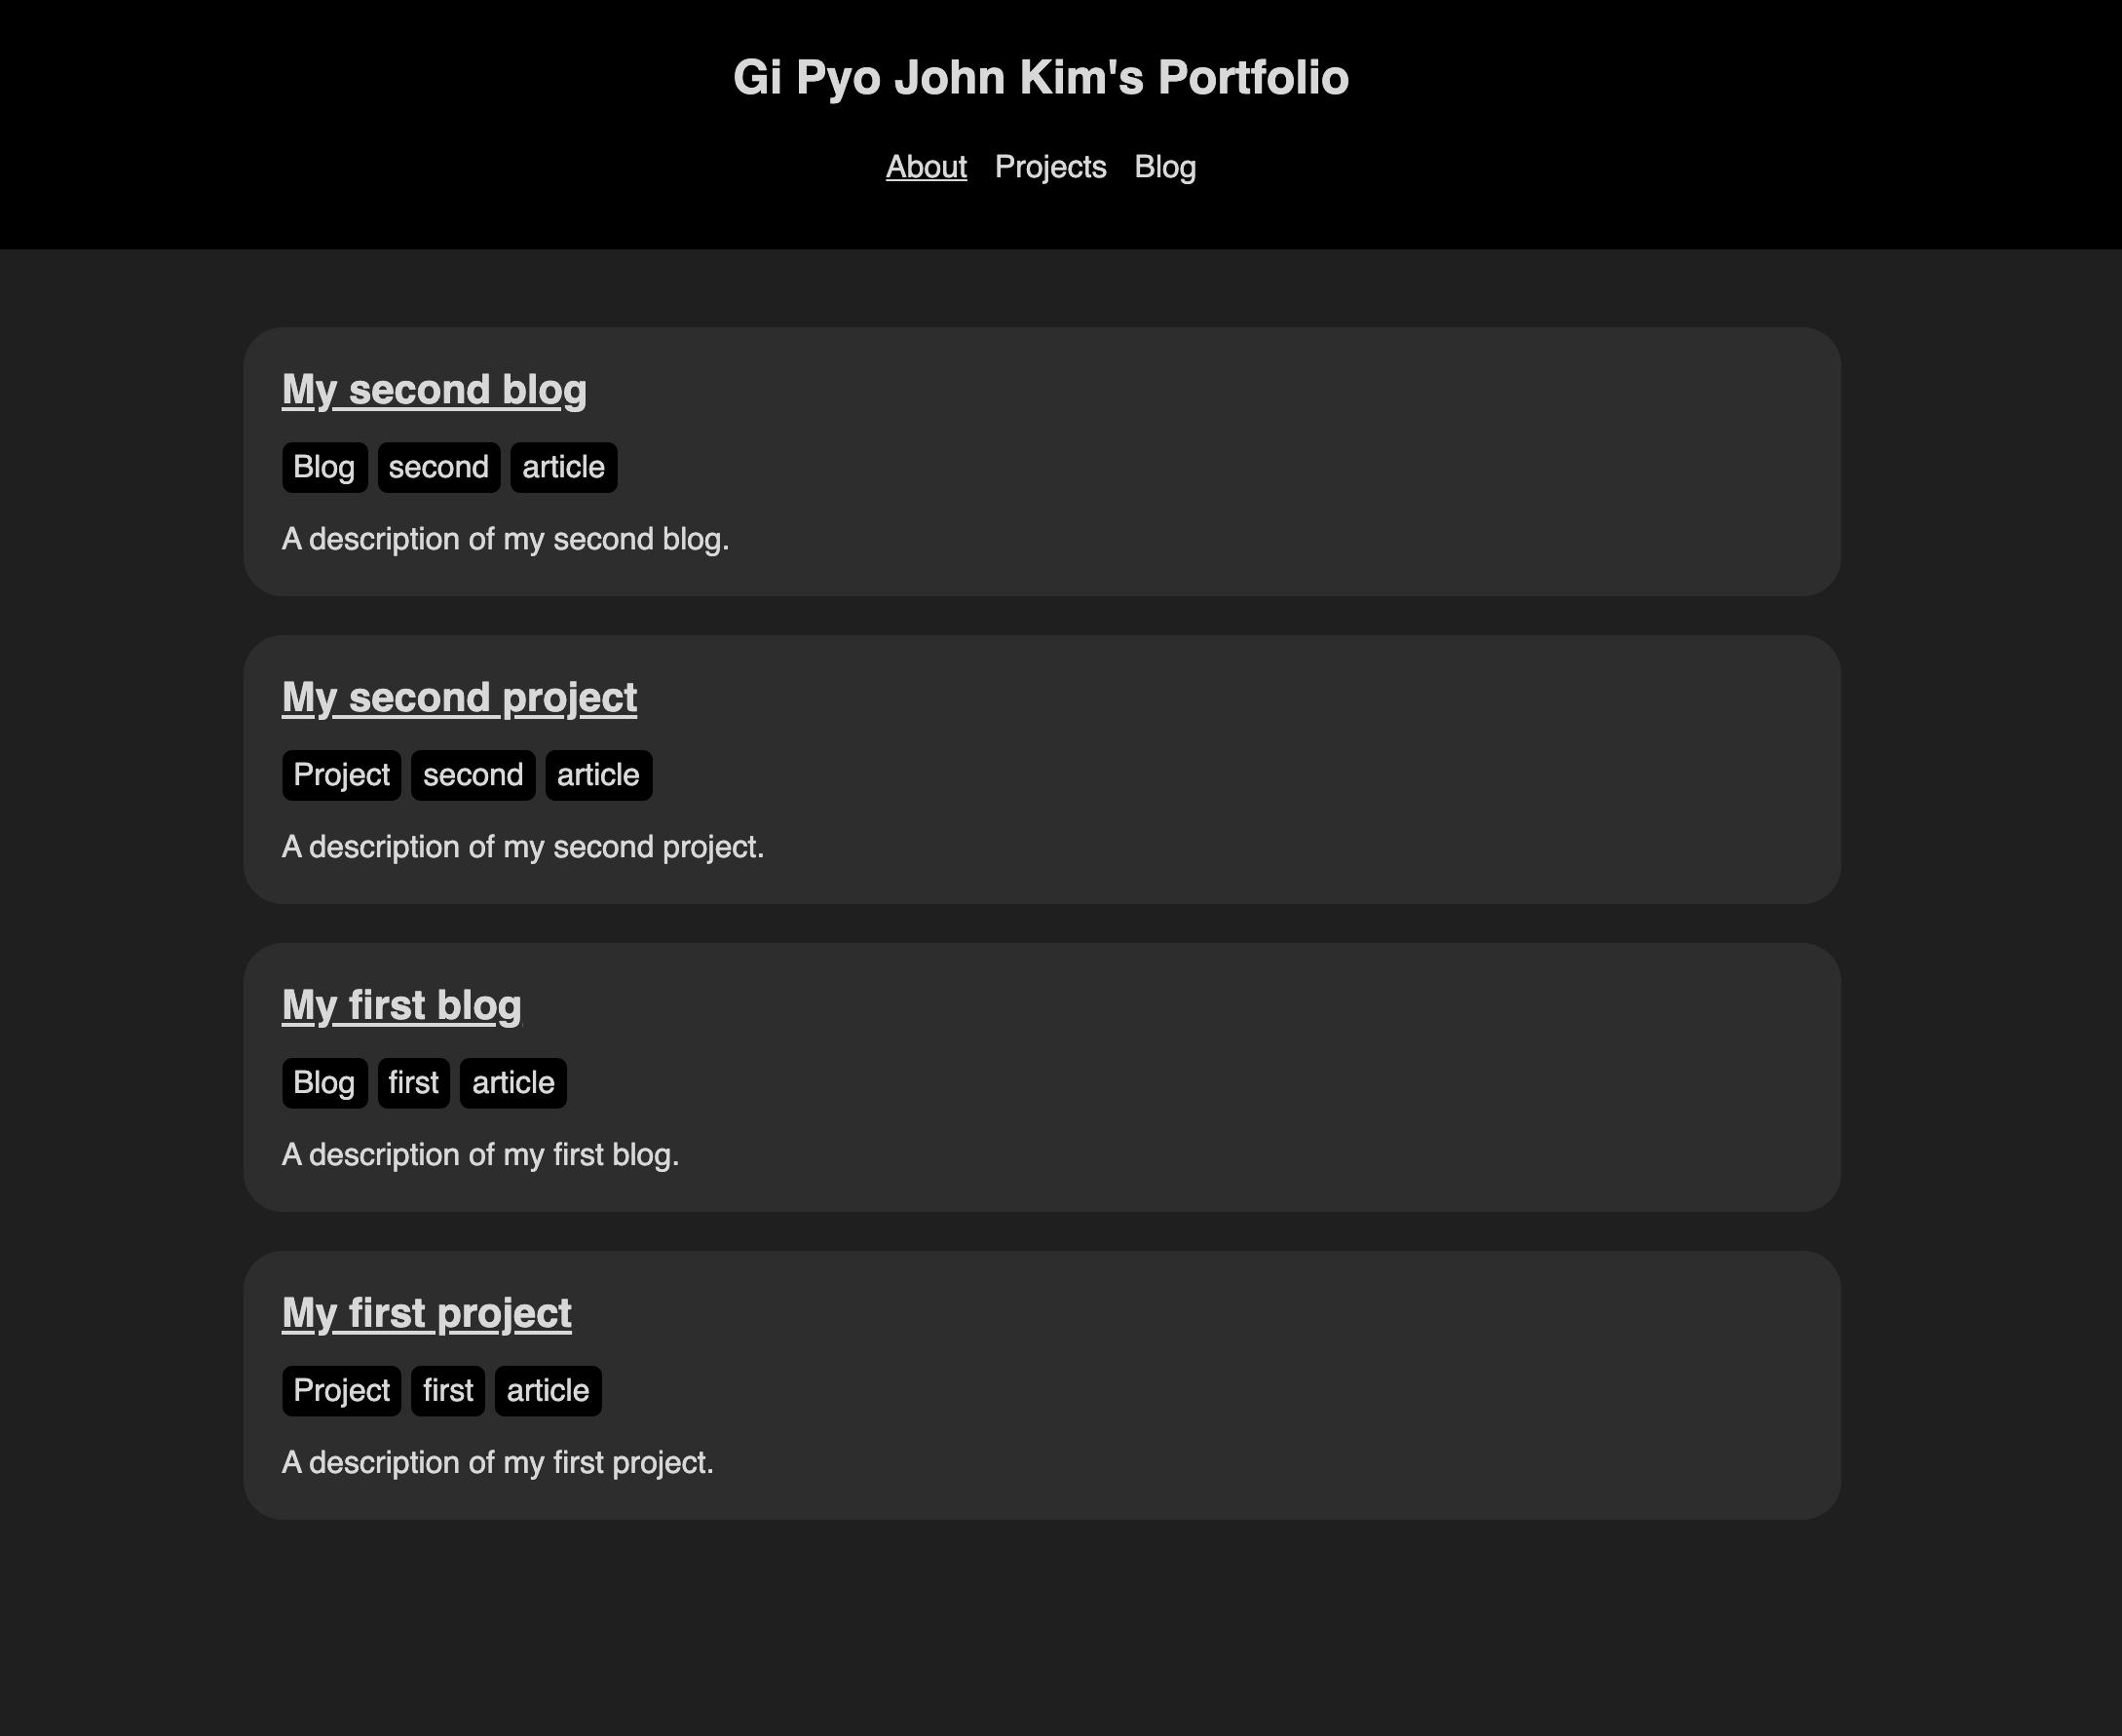 Gi Pyo John Kim's Portfolio
About Projects Blog
My second blog
Blog second article
A description of my second blog.
My second project
Project second article
A description of my second project.
My first blog
Blog first article
A description of my first blog.
My first project
Project first article
A description of my first project.